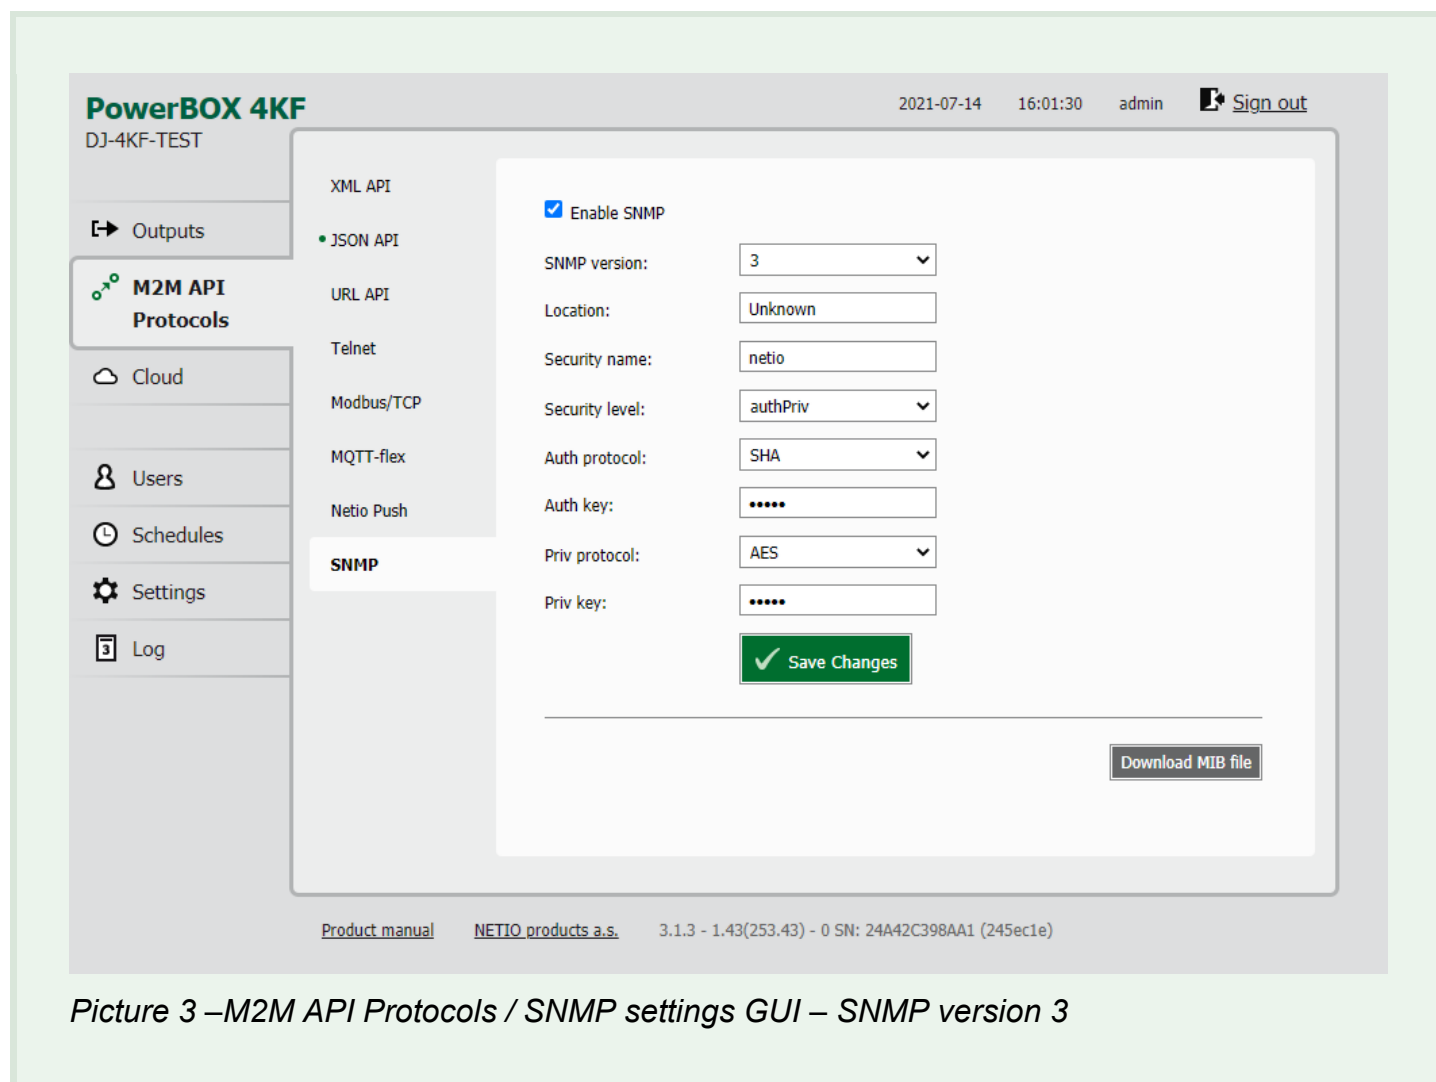 PowerBOX 4KF
DJ-4KF-TEST
2021-07-14 16:01:30 admin Sign out
Outputs
M2M API
Protocols
Cloud
Users
Schedules
Settings
3 Log
XML API
JSON API
URL API
Telnet
Modbus/TCP
MQTT-flex
Netio Push
SNMP
Enable SNMP
SNMP version: 3
Location: Unknown
Security name: netio
Security level: authPriv
Auth protocol: SHA
Auth key: •••••
Priv protocol: AES
Priv key: •••••
Save Changes
Download MIB file
Product manual NETIO products a.s. 3.1.3 - 1.43(253.43) - 0 SN: 24A42C398AA1 (245ec1e)
Picture 3 –M2M API Protocols / SNMP settings GUI – SNMP version 3